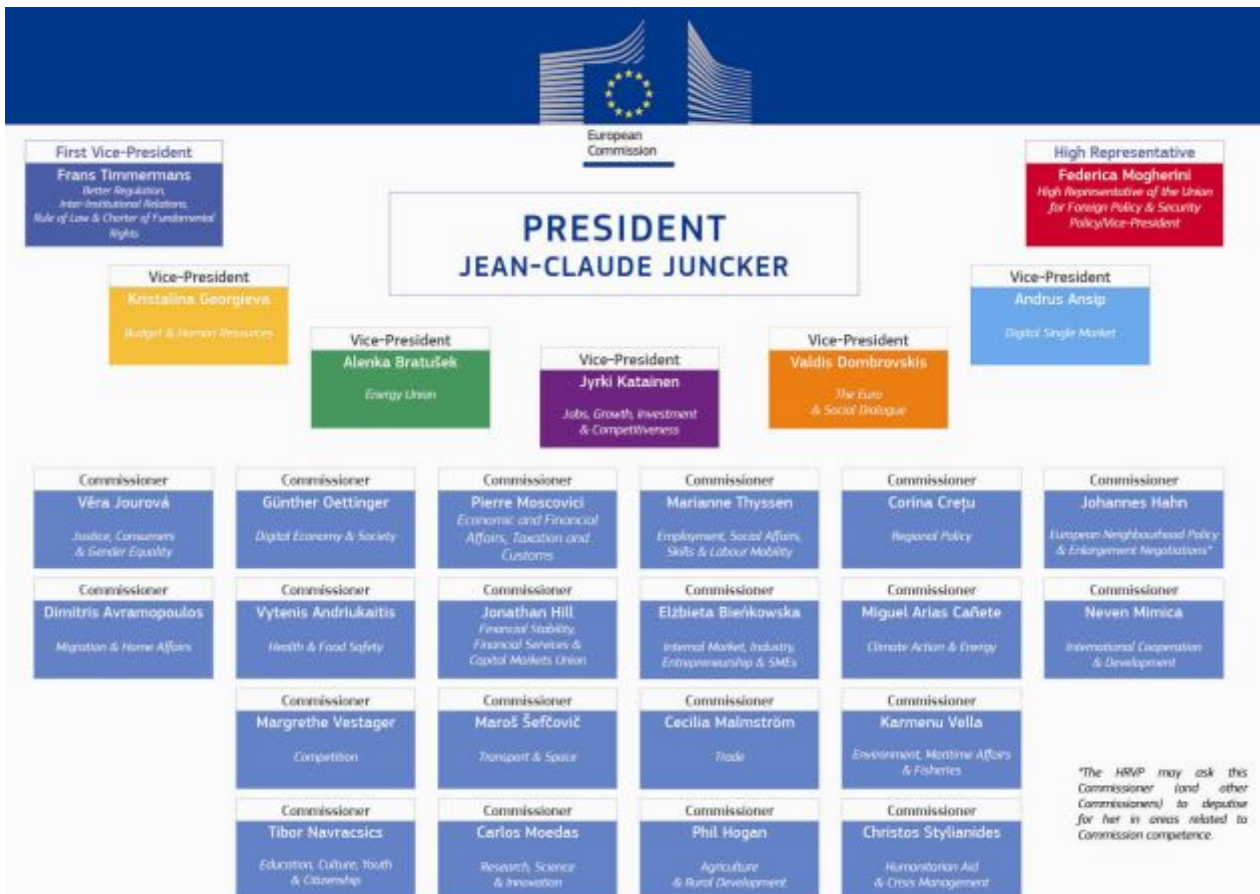 European
Commission
First Vice-President
Frans Timmermans
Better Regulation,
Inter-Institutional Relations,
Rule of Law & Charter of Fundamental
Rights
High Representative
Federica Mogherini
High Representative of the Union
for Foreign Policy & Security
Policy/Vice-President
PRESIDENT
JEAN-CLAUDE JUNCKER
Vice-President
Kristalina Georgieva
Budget & Human Resources
Vice-President
Andrus Ansip
Digital Single Market
Vice-President
Alenka Bratušek
Energy Union
Vice-President
Jyrki Katainen
Jobs, Growth, Investment
& Competitiveness
Vice-President
Valdis Dombrovskis
The Euro
& Social Dialogue
Commissioner
Věra Jourová
Justice, Consumers
& Gender Equality
Commissioner
Günther Oettinger
Digital Economy & Society
Commissioner
Pierre Moscovici
Economic and Financial
Affairs, Taxation and
Customs
Commissioner
Marianne Thyssen
Employment, Social Affairs,
Skills & Labour Mobility
Commissioner
Corina Crețu
Regional Policy
Commissioner
Johannes Hahn
European Neighbourhood Policy
& Enlargement Negotiations*
Commissioner
Dimitris Avramopoulos
Migration & Home Affairs
Commissioner
Vytenis Andriukaitis
Health & Food Safety
Commissioner
Jonathan Hill
Financial Stability,
Financial Services &
Capital Markets Union
Commissioner
Elżbieta Bieńkowska
Internal Market, Industry,
Entrepreneurship & SMEs
Commissioner
Miguel Arias Cañete
Climate Action & Energy
Commissioner
Neven Mimica
International Cooperation
& Development
Commissioner
Margrethe Vestager
Competition
Commissioner
Maroš Šefčovič
Transport & Space
Commissioner
Cecilia Malmström
Trade
Commissioner
Karmenu Vella
Environment, Maritime Affairs
& Fisheries
Commissioner
Tibor Navracsics
Education, Culture, Youth
& Citizenship
Commissioner
Carlos Moedas
Research, Science
& Innovation
Commissioner
Phil Hogan
Agriculture
& Rural Development
Commissioner
Christos Stylianides
Humanitarian Aid
& Crisis Management
*The HRVP may ask this
Commissioner (and other
Commissioners) to deputise
for her in areas related to
Commission competence.